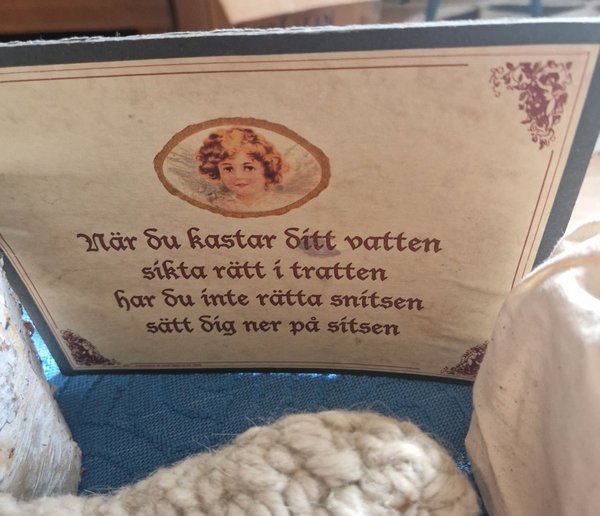 När du kastar ditt vatten
sikta rätt i tratten
har du inte rätta snitsen
sätt dig ner på sitsen